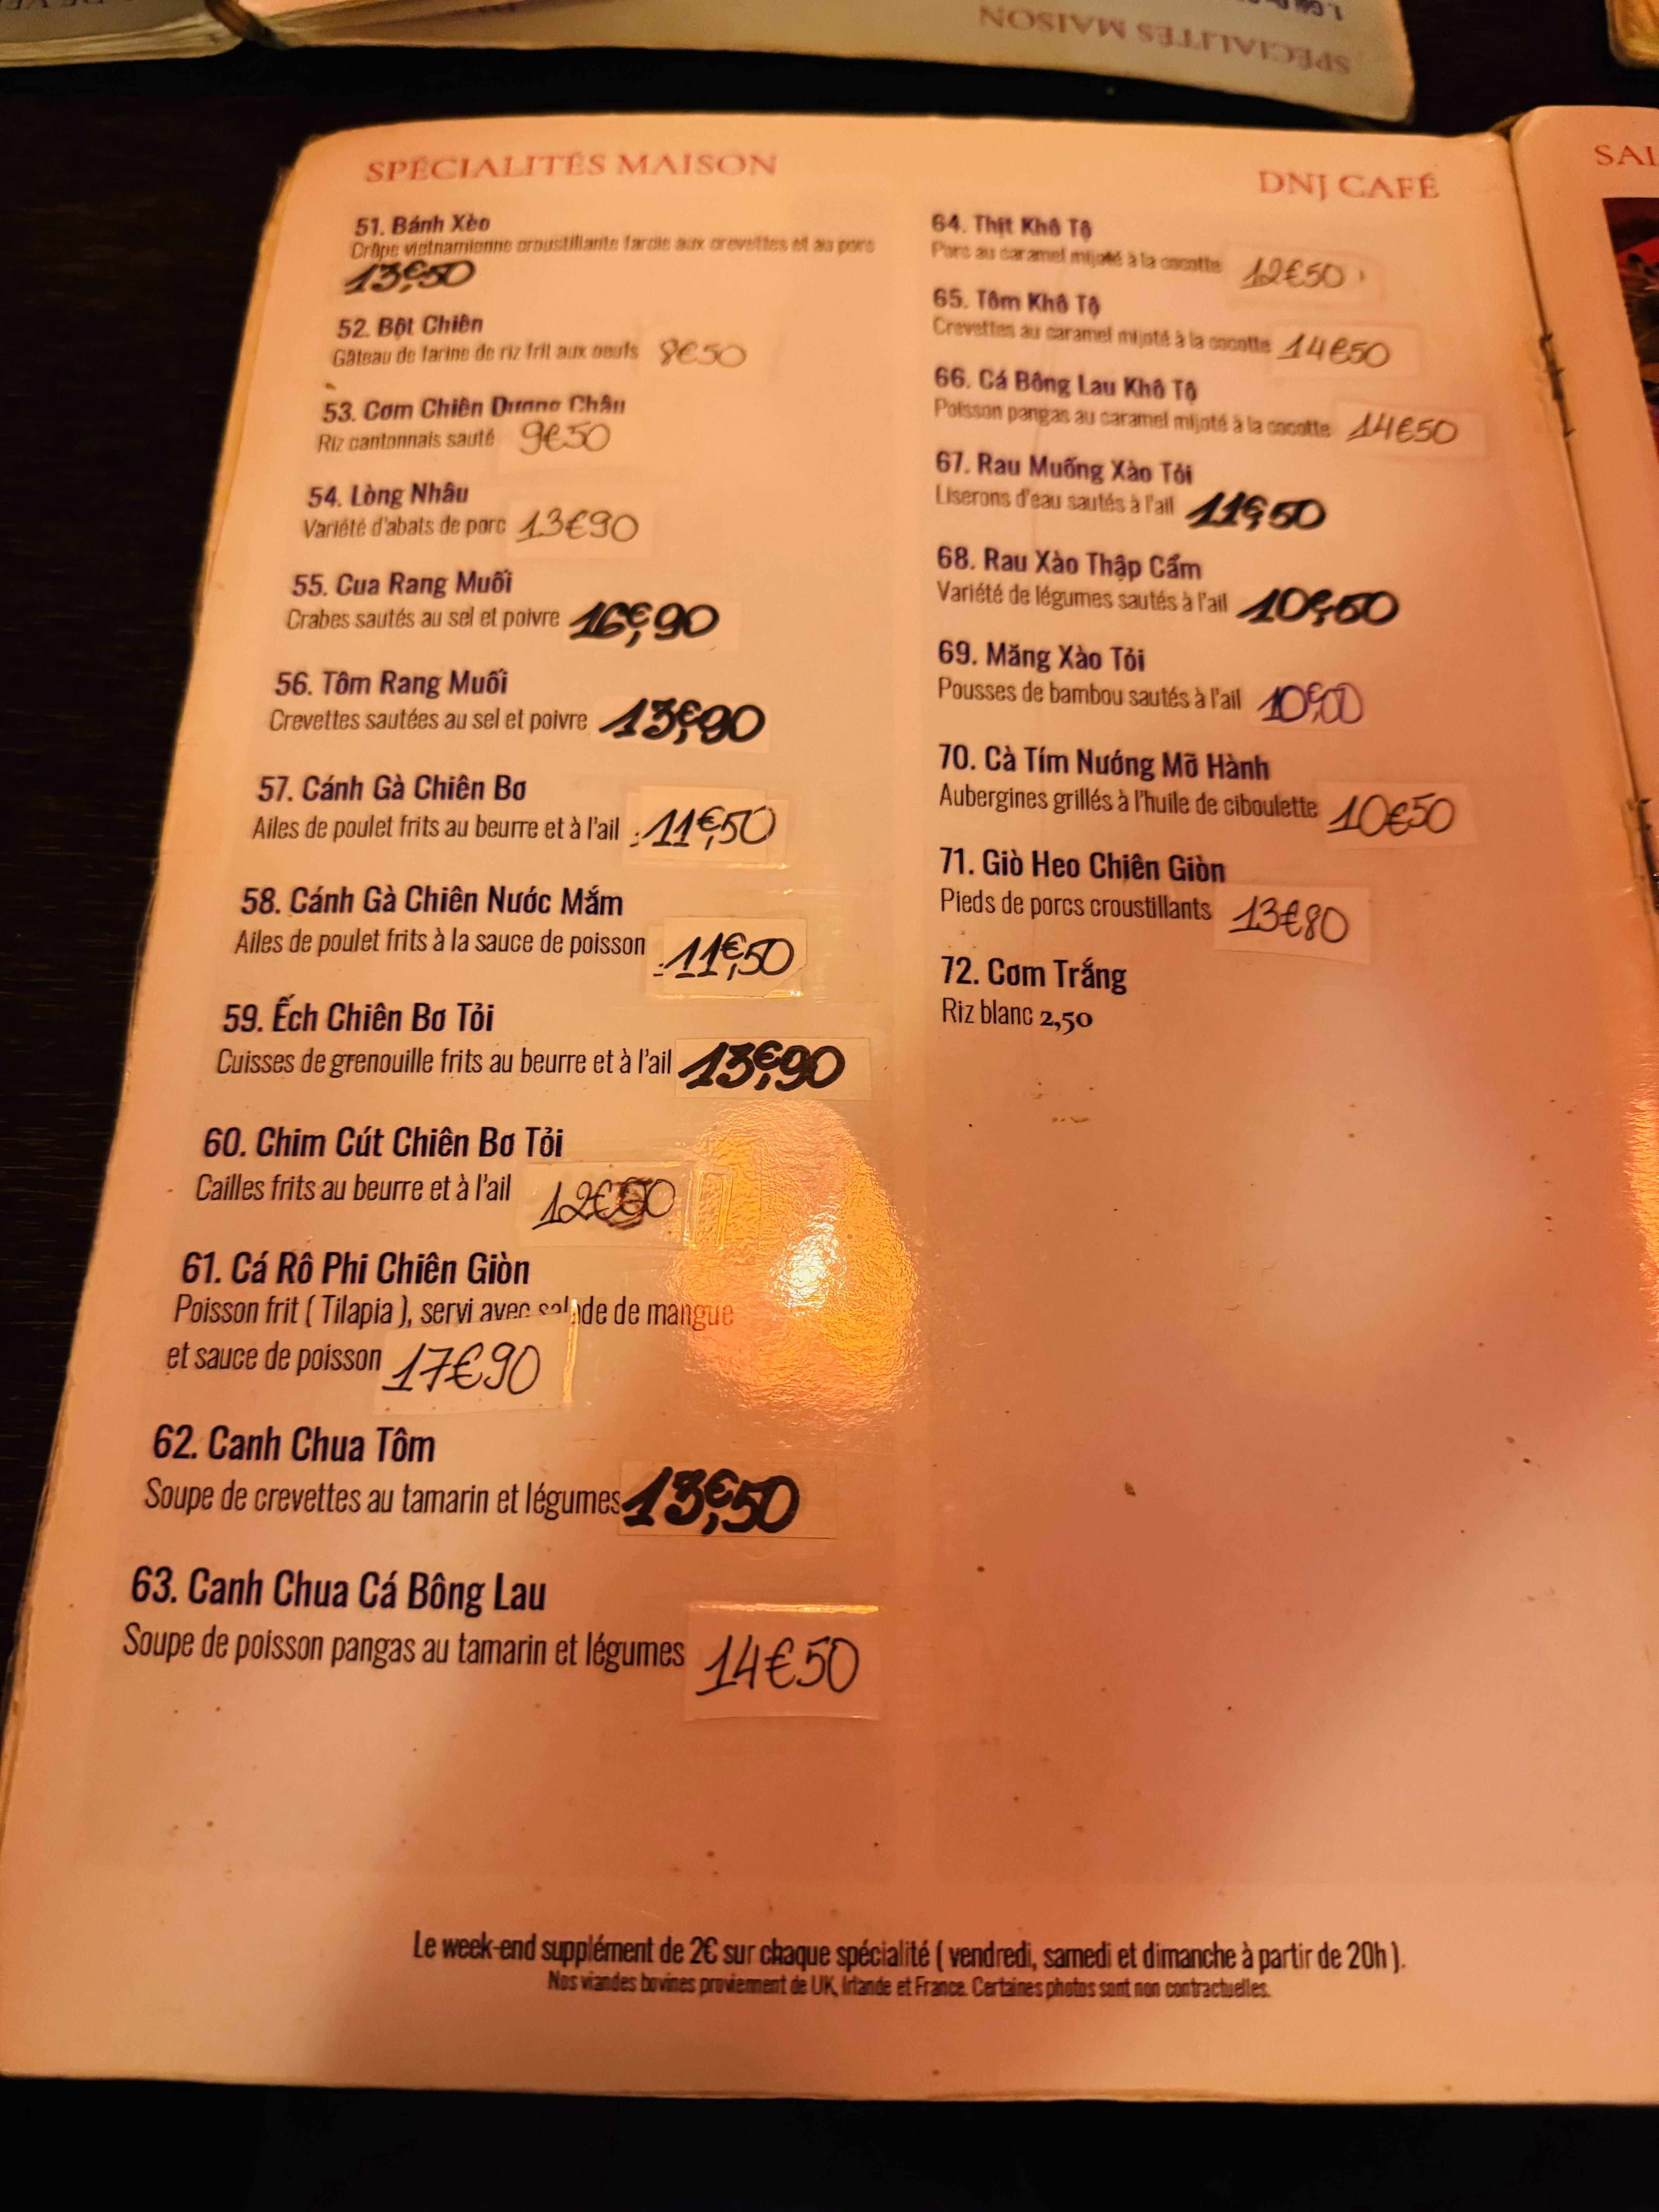 SPÉCIALITÉS MAISON
SPÉCIALITÉS MAISON
DNJ CAFÉ
51. Bánh Xèo
Crêpe vietnamienne croustillante farcie aux crevettes et au porc
13€,50
52. Bột Chiên
Gâteau de farine de riz frit aux oeufs 8€50
53. Cơm Chiên Dương Châu
Riz cantonnais sauté 9€50
54. Lòng Nhâu
Variété d'abats de porc 13€90
55. Cua Rang Muối
Crabes sautés au sel et poivre 16€,90
56. Tôm Rang Muối
Crevettes sautées au sel et poivre 13€,90
57. Cánh Gà Chiên Bơ
Ailes de poulet frits au beurre et à l'ail 11€,50
58. Cánh Gà Chiên Nước Mắm
Ailes de poulet frits à la sauce de poisson 11€,50
59. Ếch Chiên Bơ Tỏi
Cuisses de grenouille frits au beurre et à l'ail 13€,90
60. Chim Cút Chiên Bơ Tỏi
Cailles frits au beurre et à l'ail
61. Cá Rô Phi Chiên Giòn
Poisson frit ( Tilapia ), servi avec salade de mangue
et sauce de poisson 17€90
62. Canh Chua Tôm
Soupe de crevettes au tamarin et légumes 13€,50
63. Canh Chua Cá Bông Lau
Soupe de poisson pangas au tamarin et légumes 14€50
64. Thịt Khô Tộ
Porc au caramel mijoté à la cocotte 12€50
65. Tôm Khô Tộ
Crevettes au caramel mijoté à la cocotte 14€50
66. Cá Bông Lau Khô Tộ
Poisson pangas au caramel mijoté à la cocotte 14€50
67. Rau Muống Xào Tỏi
Liserons d'eau sautés à l'ail 11€,50
68. Rau Xào Thập Cẩm
Variété de légumes sautés à l'ail
69. Măng Xào Tỏi
Pousses de bambou sautés à l'ail 10€,00
70. Cà Tím Nướng Mỡ Hành
Aubergines grillés à l'huile de ciboulette 10€50
71. Giò Heo Chiên Giòn
Pieds de porcs croustillants 13€80
72. Cơm Trắng
Riz blanc 2,50
Le week-end supplément de 2€ sur chaque spécialité ( vendredi, samedi et dimanche à partir de 20h ).
Nos viandes bovines proviennent de UK, Irlande et France. Certaines photos sont non contractuelles.